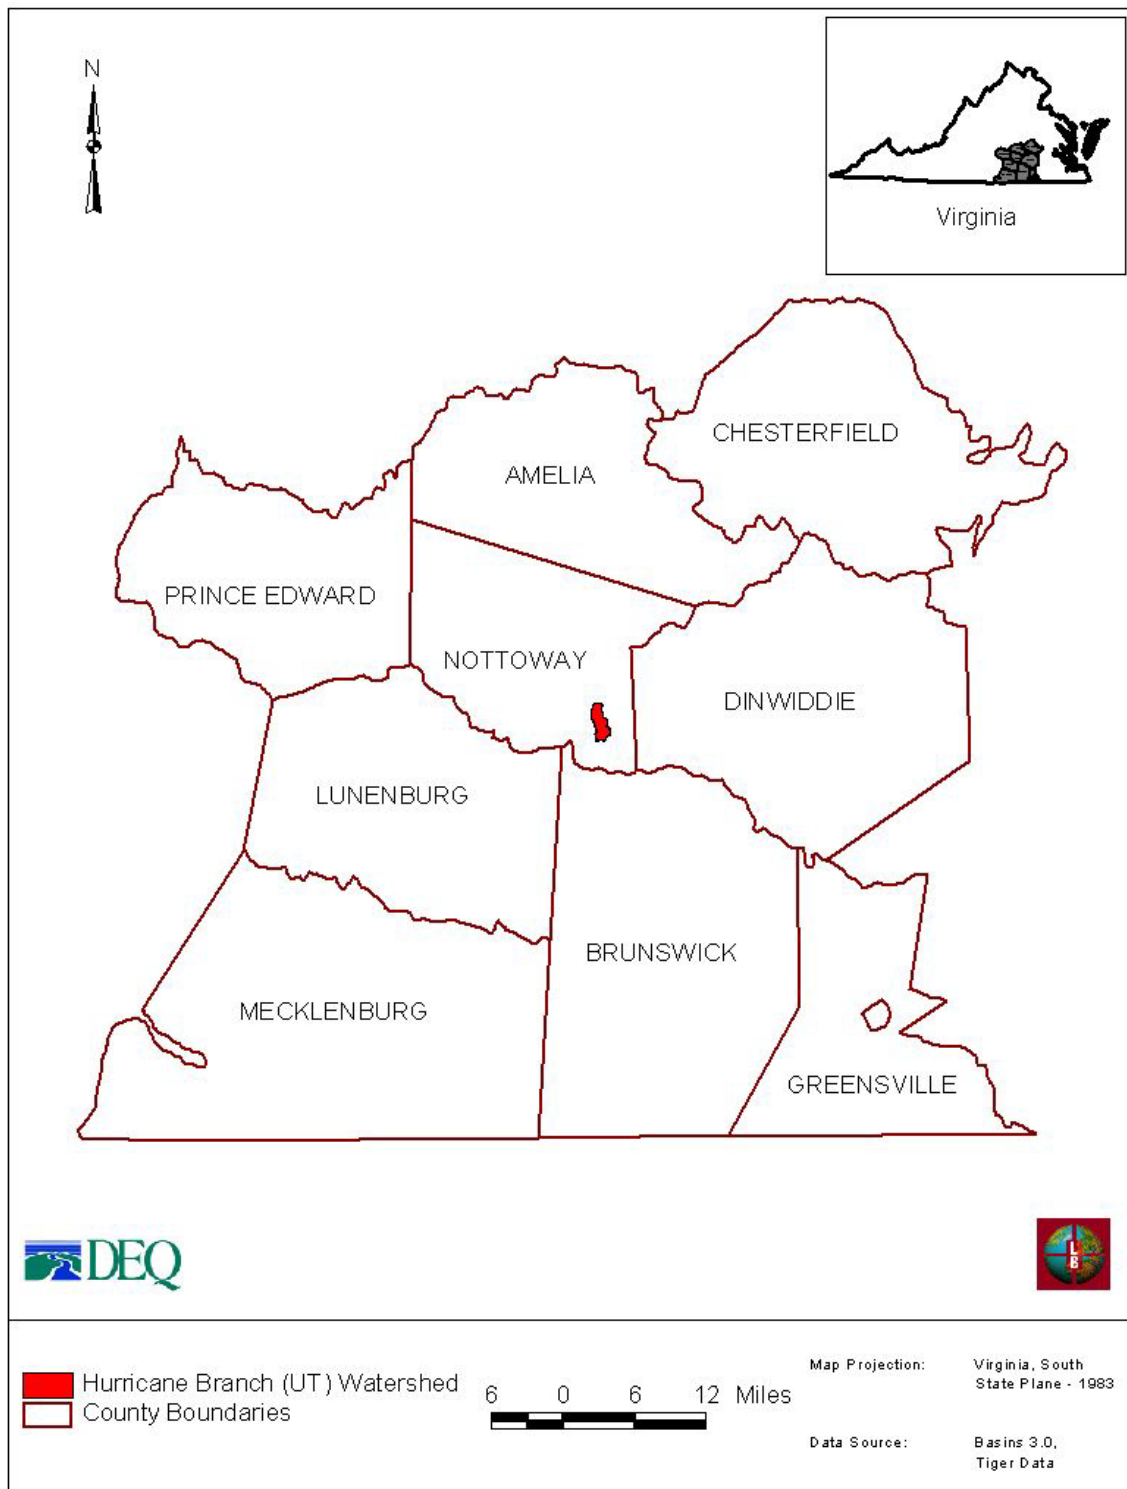 N
Virginia
CHESTERFIELD
AMELIA
PRINCE EDWARD
NOTTOWAY
DINWIDDIE
LUNENBURG
BRUNSWICK
MECKLENBURG
GREENSVILLE
DEQ
L
B
Hurricane Branch (UT) Watershed
County Boundaries
6 0 6 12 Miles
Map Projection: Virginia, South
State Plane - 1983
Data Source: Basins 3.0,
Tiger Data